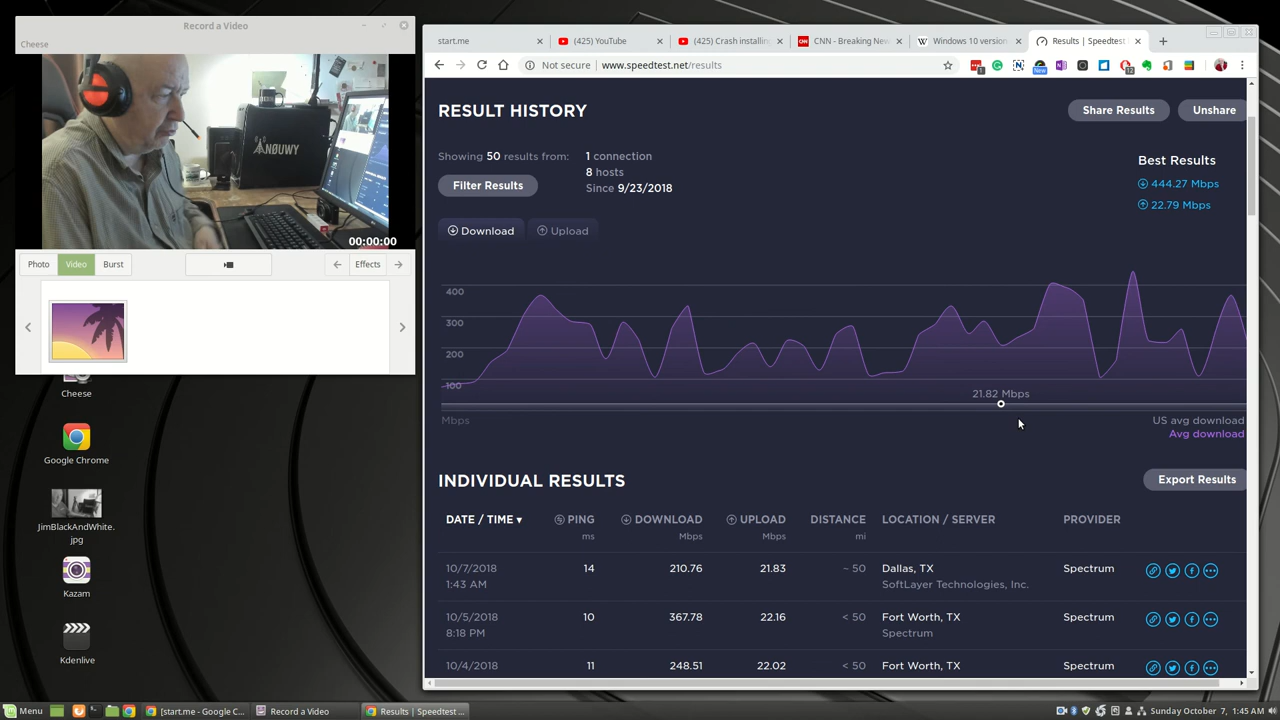 Record a Video
Cheese
NØUWY
00:00:00
Photo
Video
Burst
Effects
Cheese
Google Chrome
JimBlackAndWhite.
jpg
Kazam
Kdenlive
start.me
(425) YouTube
(425) Crash installing
CNN - Breaking New
Windows 10 version
Results | Speedtest
Not secure
www.speedtest.net/results
New
1
12
RESULT HISTORY
Share Results
Unshare
Showing 50 results from:
1 connection
8 hosts
Since 9/23/2018
Filter Results
Best Results
444.27 Mbps
22.79 Mbps
Download
Upload
400
300
200
100
21.82 Mbps
Mbps
US avg download
Avg download
INDIVIDUAL RESULTS
Export Results
DATE / TIME ▾ PING DOWNLOAD UPLOAD DISTANCE LOCATION / SERVER PROVIDER
ms Mbps Mbps mi
10/7/2018 14 210.76 21.83 ~ 50 Dallas, TX Spectrum
1:43 AM SoftLayer Technologies, Inc.
10/5/2018 10 367.78 22.16 < 50 Fort Worth, TX Spectrum
8:18 PM Spectrum
10/4/2018 11 248.51 22.02 < 50 Fort Worth, TX Spectrum
Menu
[start.me - Google C...
Record a Video
Results | Speedtest ...
Sunday October 7, 1:45 AM